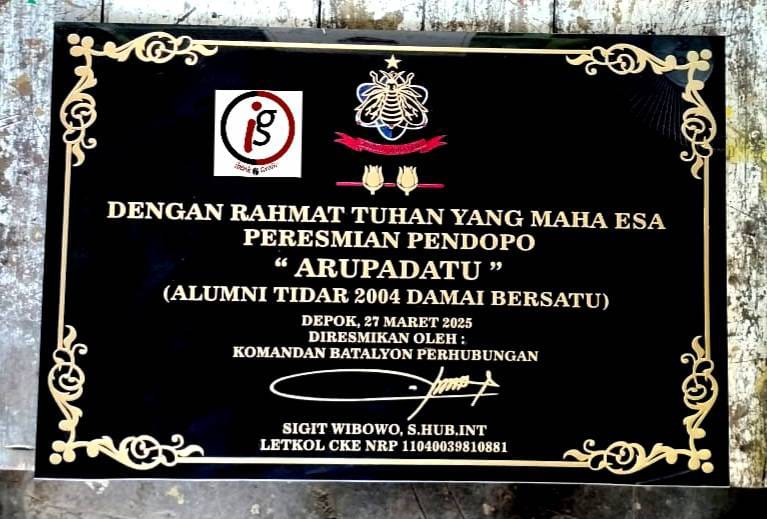 ig
DENGAN RAHMAT TUHAN YANG MAHA ESA
PERESMIAN PENDOPO
“ ARUPADATU ”
(ALUMNI TIDAR 2004 DAMAI BERSATU)
DEPOK, 27 MARET 2025
DIRESMIKAN OLEH :
KOMANDAN BATALYON PERHUBUNGAN
SIGIT WIBOWO, S.HUB.INT
LETKOL CKE NRP 11040039810881